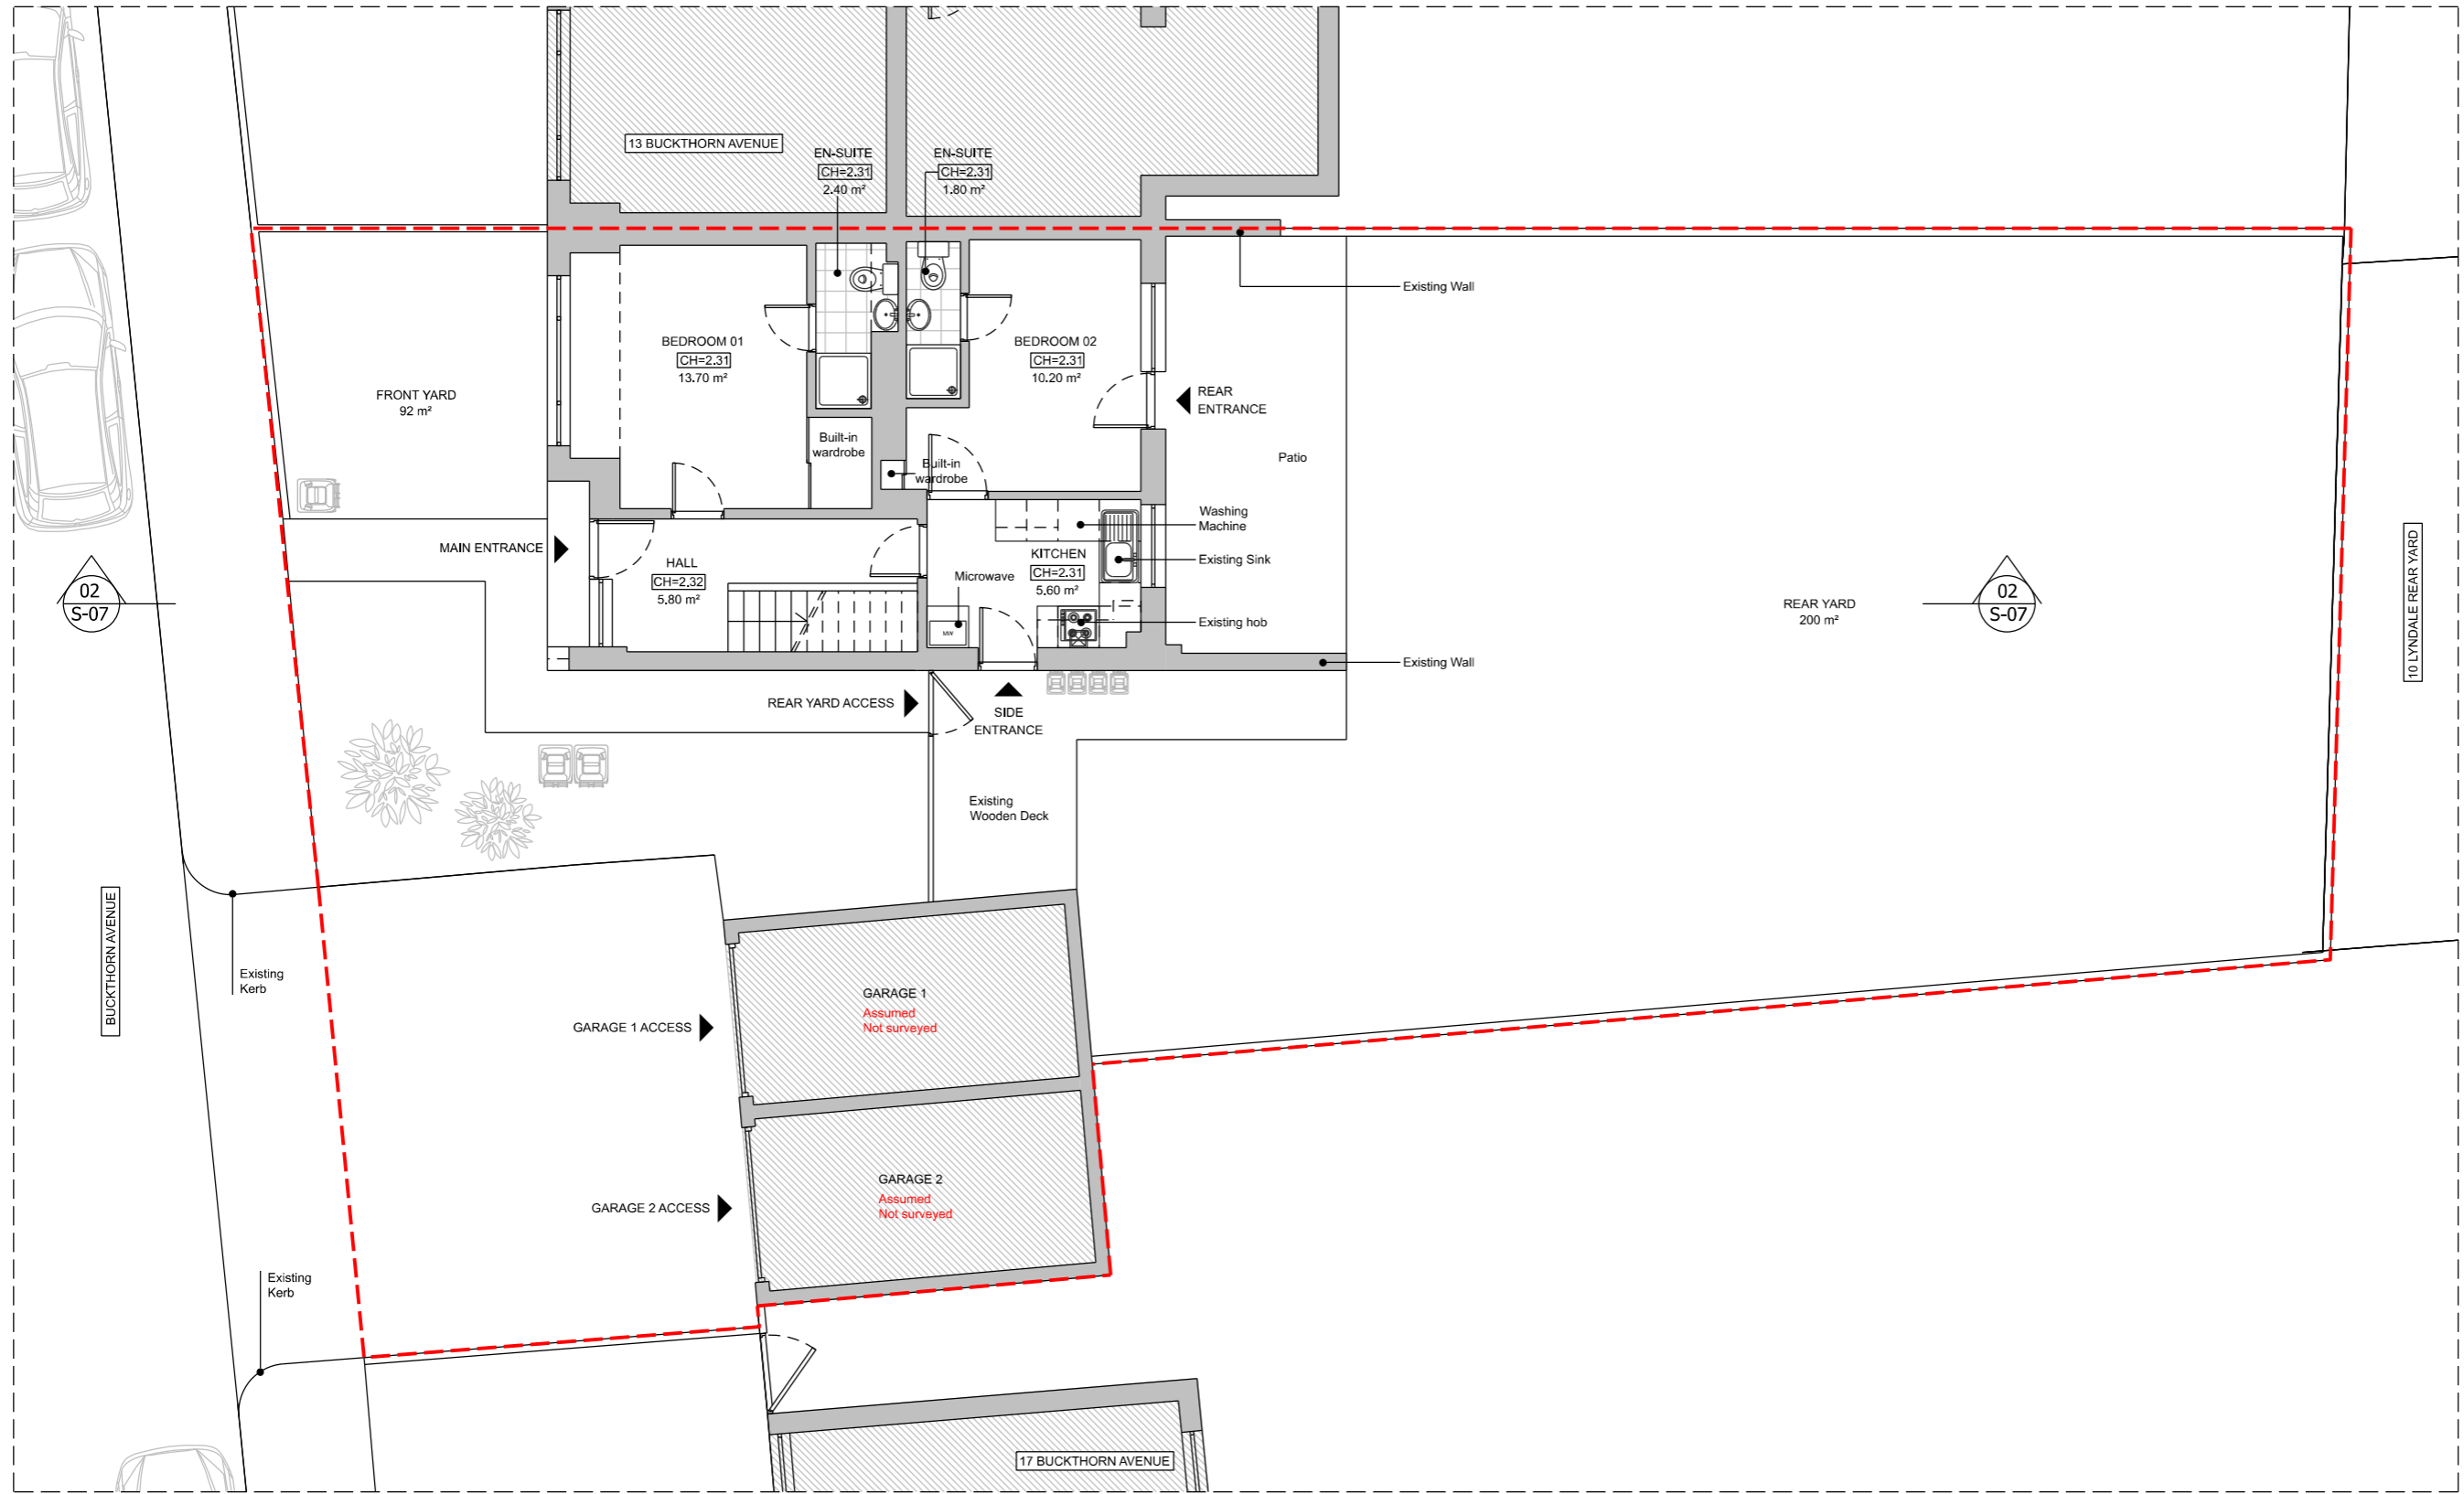 13 BUCKTHORN AVENUE
EN-SUITE
CH=2.31
2.40 m²
EN-SUITE
CH=2.31
1.80 m²
Existing Wall
BEDROOM 01
CH=2.31
13.70 m²
BEDROOM 02
CH=2.31
10.20 m²
FRONT YARD
92 m²
REAR
ENTRANCE
Built-in
wardrobe
Built-in
wardrobe
Patio
Washing
Machine
MAIN ENTRANCE
HALL
CH=2.32
5.80 m²
KITCHEN
CH=2.31
5.60 m²
Microwave
MW
Existing Sink
Existing hob
Existing Wall
02
S-07
REAR YARD
200 m²
02
S-07
10 LYNDALE REAR YARD
REAR YARD ACCESS
SIDE
ENTRANCE
Existing
Wooden Deck
BUCKTHORN AVENUE
Existing
Kerb
GARAGE 1
Assumed
Not surveyed
GARAGE 1 ACCESS
GARAGE 2
Assumed
Not surveyed
GARAGE 2 ACCESS
Existing
Kerb
17 BUCKTHORN AVENUE